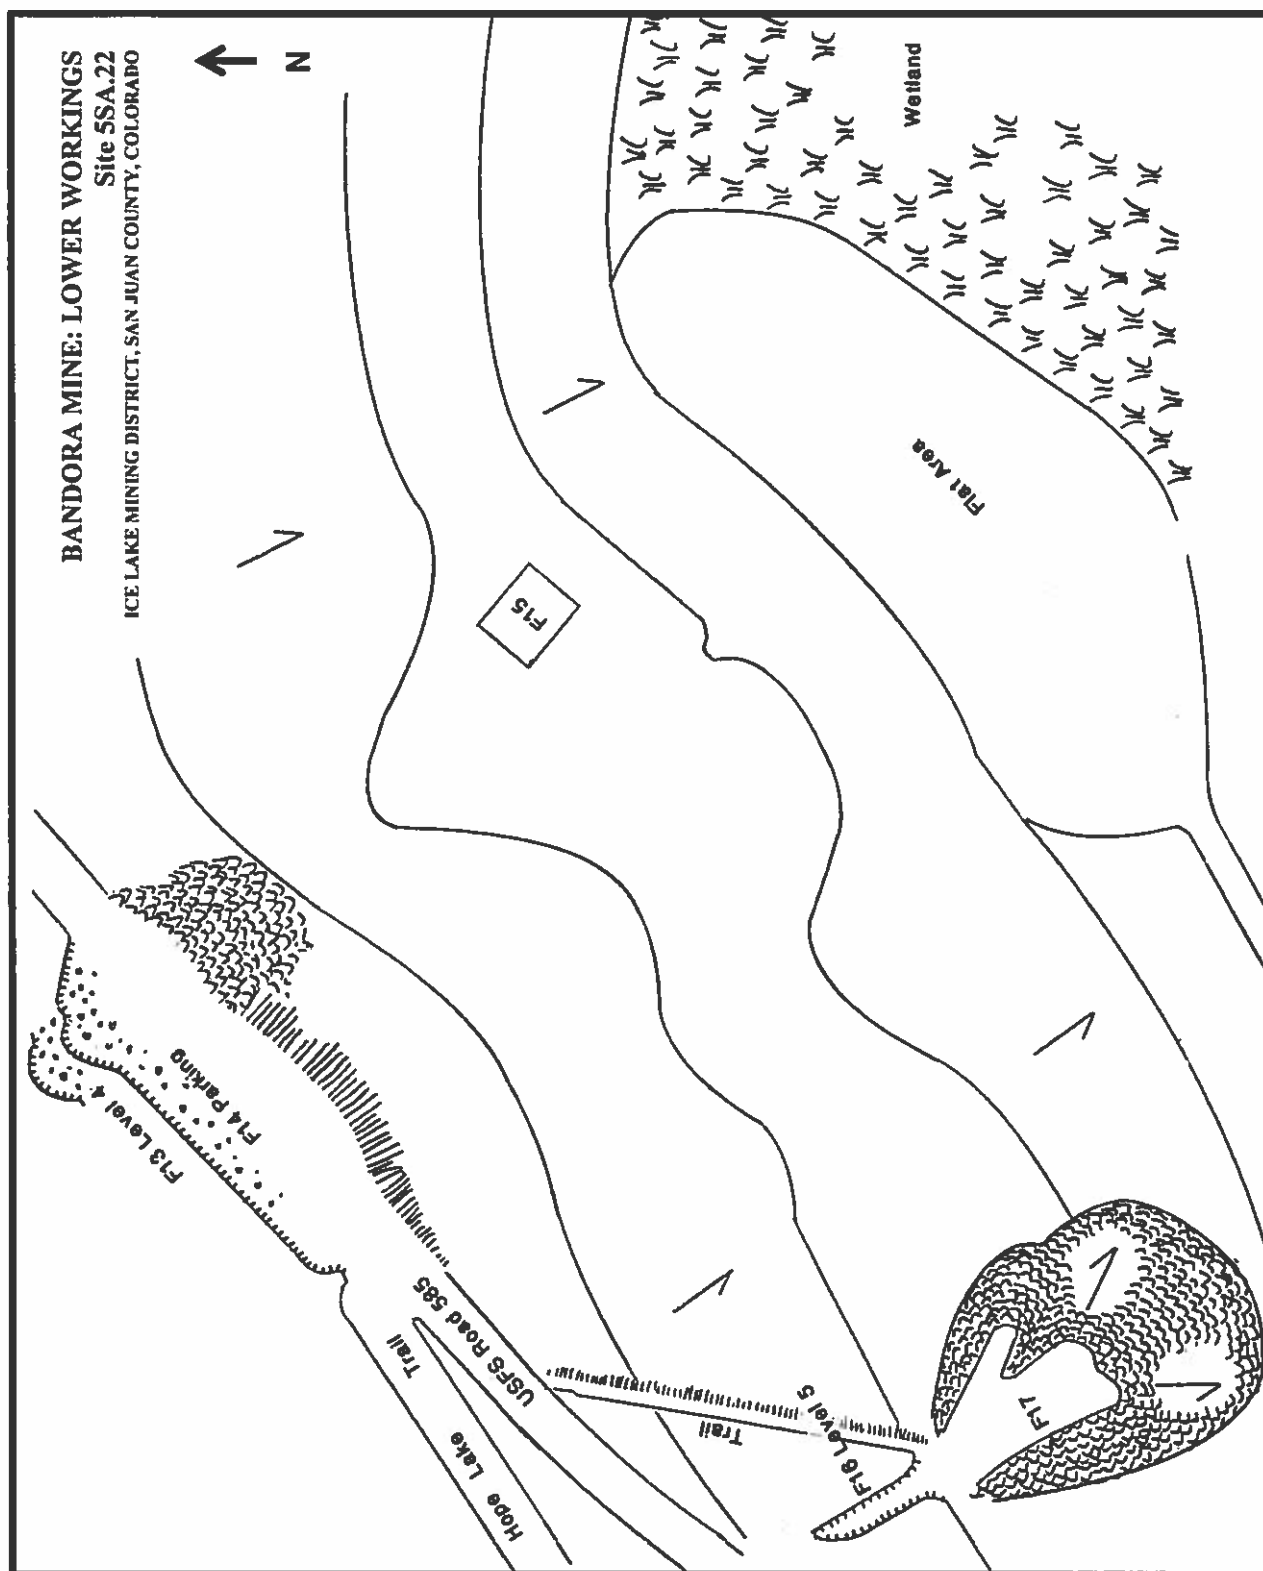 BANDORA MINE: LOWER WORKINGS
Site 5SA.22
ICE LAKE MINING DISTRICT, SAN JUAN COUNTY, COLORADO
N
Wetland
Flat Area
F15
F13 Level 4
F14 Parking
USFS Road 585
Hope Lake Trail
Trail
F16 Level 5
F17